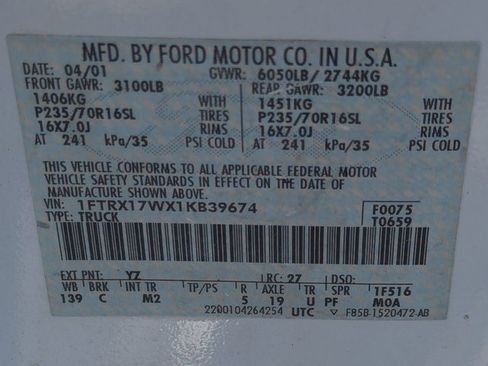 MFD. BY FORD MOTOR CO. IN U.S.A.
DATE: 04/01 GVWR: 6050LB/ 2744KG
FRONT GAWR: 3100LB REAR GAWR: 3200LB
1406KG WITH 1451KG WITH
P235/70R16SL TIRES P235/70R16SL TIRES
16X7.0J RIMS 16X7.0J RIMS
AT 241 kPa/35 PSI COLD AT 241 kPa/35 PSI COLD
THIS VEHICLE CONFORMS TO ALL APPLICABLE FEDERAL MOTOR
VEHICLE SAFETY STANDARDS IN EFFECT ON THE DATE OF
MANUFACTURE SHOWN ABOVE.
VIN: 1FTRX17WX1KB39674 F0075
TYPE: TRUCK T0659
EXT PNT: YZ RC: 27 DSO:
WB BRK INT TR TP/PS R AXLE TR SPR 1F516
139 C M2 5 19 U PF M0A
2200104264254 UTC ▽ F85B-1520472-AB